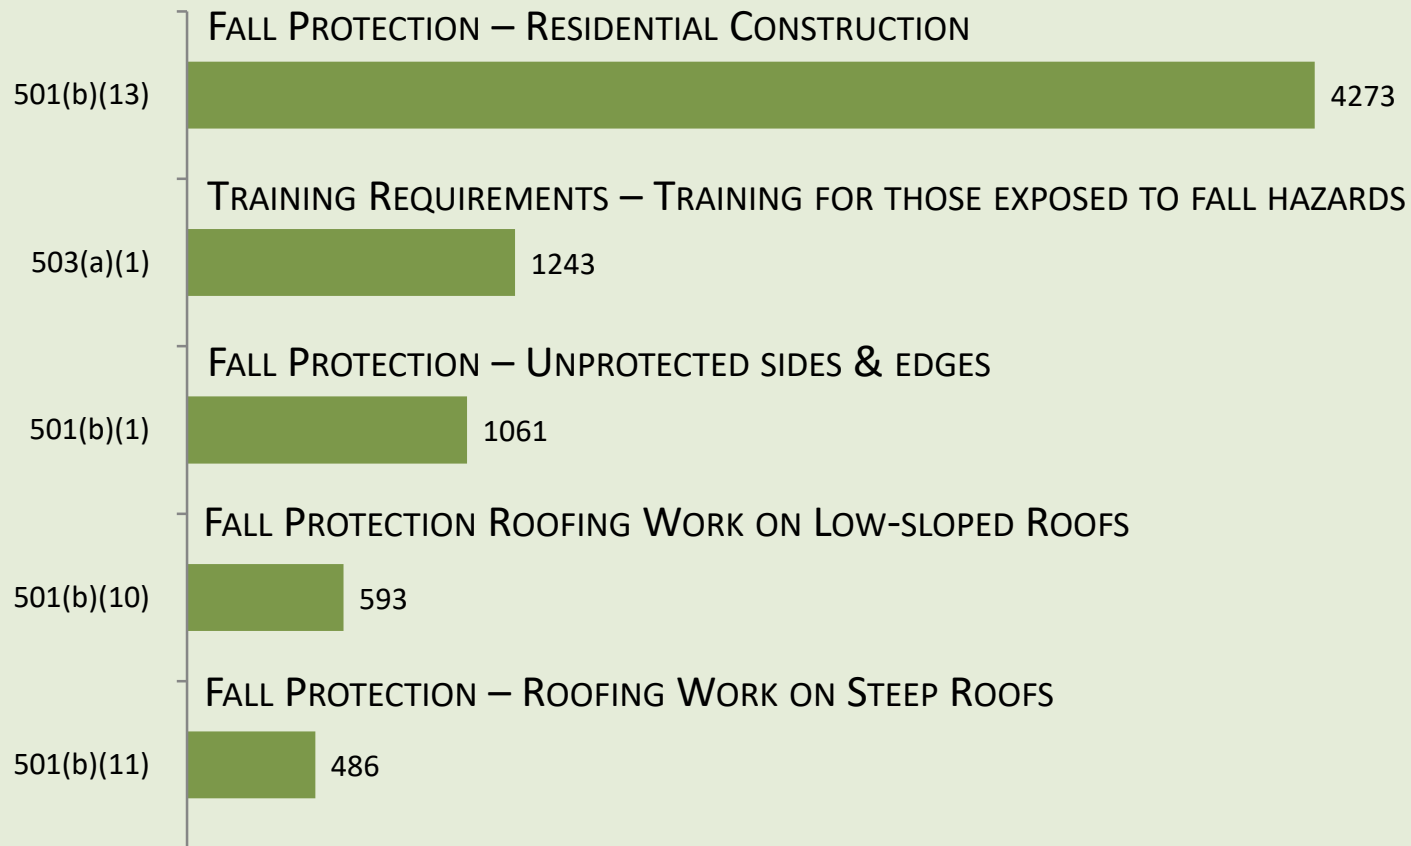 FALL PROTECTION – RESIDENTIAL CONSTRUCTION
501(b)(13)
4273
TRAINING REQUIREMENTS – TRAINING FOR THOSE EXPOSED TO FALL HAZARDS
503(a)(1)
1243
FALL PROTECTION – UNPROTECTED SIDES & EDGES
501(b)(1)
1061
FALL PROTECTION ROOFING WORK ON LOW-SLOPED ROOFS
501(b)(10)
593
FALL PROTECTION – ROOFING WORK ON STEEP ROOFS
501(b)(11)
486